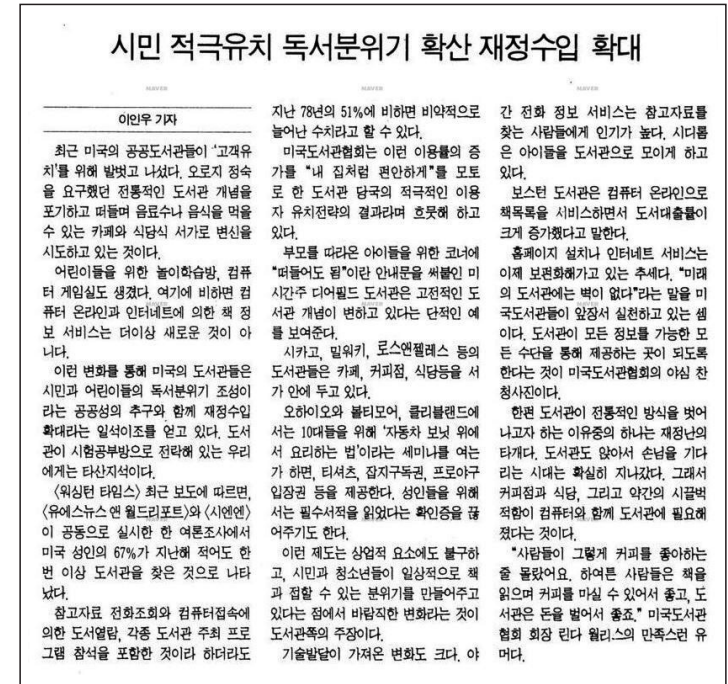 시민 적극유치 독서분위기 확산 재정수입 확대
이인우 기자
최근 미국의 공공도서관들이 '고객유
치'를 위해 발벗고 나섰다. 오로지 정숙
을 요구했던 전통적인 도서관 개념을
포기하고 떠들며 음료수나 음식을 먹을
수 있는 카페와 식당식 서가로 변신을
시도하고 있는 것이다.
어린이들을 위한 놀이학습방, 컴퓨
터 게임실도 생겼다. 여기에 비하면 컴
퓨터 온라인과 인터네트에 의한 책 정
보 서비스는 더이상 새로운 것이 아
니다.
이런 변화를 통해 미국의 도서관들은
시민과 어린이들의 독서분위기 조성이
라는 공공성의 추구와 함께 재정수입
확대라는 일석이조를 얻고 있다. 도서
관이 시험공부방으로 전락해 있는 우리
에게는 타산지석이다.
〈워싱턴 타임스〉 최근 보도에 따르면,
〈유에스뉴스 앤 월드리포트〉와 〈시엔엔〉
이 공동으로 실시한 한 여론조사에서
미국 성인의 67%가 지난해 적어도 한
번 이상 도서관을 찾은 것으로 나타
났다.
참고자료 전화조회와 컴퓨터접속에
의한 도서열람, 각종 도서관 주최 프로
그램 참석을 포함한 것이라 하더라도
지난 78년의 51%에 비하면 비약적으로
늘어난 수치라고 할 수 있다.
미국도서관협회는 이런 이용률의 증
가를 "내 집처럼 편안하게"를 모토
로 한 도서관 당국의 적극적인 이용
자 유치전략의 결과라며 흐뭇해 하고
있다.
부모를 따라온 아이들을 위한 코너에
"떠들어도 됨"이란 안내문을 써붙인 미
시간주 디어필드 도서관은 고전적인 도
서관 개념이 변하고 있다는 단적인 예
를 보여준다.
시카고, 밀워키, 로스앤젤레스 등의
도서관들은 카페, 커피점, 식당등을 서
가 안에 두고 있다.
오하이오와 볼티모어, 클리블랜드에
서는 10대들을 위해 '자동차 보닛 위에
서 요리하는 법'이라는 세미나를 여는
가 하면, 티셔츠, 잡지구독권, 프로야구
입장권 등을 제공한다. 성인들을 위해
서는 필수서적을 읽었다는 확인증을 끊
어주기도 한다.
이런 제도는 상업적 요소에도 불구하
고, 시민과 청소년들이 일상적으로 책
과 접할 수 있는 분위기를 만들어주고
있다는 점에서 바람직한 변화라는 것이
도서관쪽의 주장이다.
기술발달이 가져온 변화도 크다. 야
간 전화 정보 서비스는 참고자료를
찾는 사람들에게 인기가 높다. 시디롬
은 아이들을 도서관으로 모이게 하고
있다.
보스턴 도서관은 컴퓨터 온라인으로
책목록을 서비스하면서 도서대출률이
크게 증가했다고 말한다.
홈페이지 설치나 인터네트 서비스는
이제 보편화해가고 있는 추세다. "미래
의 도서관에는 벽이 없다"라는 말을 미
국도서관들이 앞장서 실천하고 있는 셈
이다. 도서관이 모든 정보를 가능한 모
든 수단을 통해 제공하는 곳이 되도록
한다는 것이 미국도서관협회의 야심 찬
청사진이다.
한편 도서관이 전통적인 방식을 벗어
나고자 하는 이유중의 하나는 재정난의
타개다. 도서관도 앉아서 손님을 기다
리는 시대는 확실히 지나갔다. 그래서
커피점과 식당, 그리고 약간의 시끌벅
적함이 컴퓨터와 함께 도서관에 필요해
졌다는 것이다.
"사람들이 그렇게 커피를 좋아하는
줄 몰랐어요. 하여튼 사람들은 책을
읽으며 커피를 마실 수 있어서 좋고, 도
서관은 돈을 벌어서 좋죠." 미국도서관
협회 회장 린다 월리스의 만족스런 유
머다.